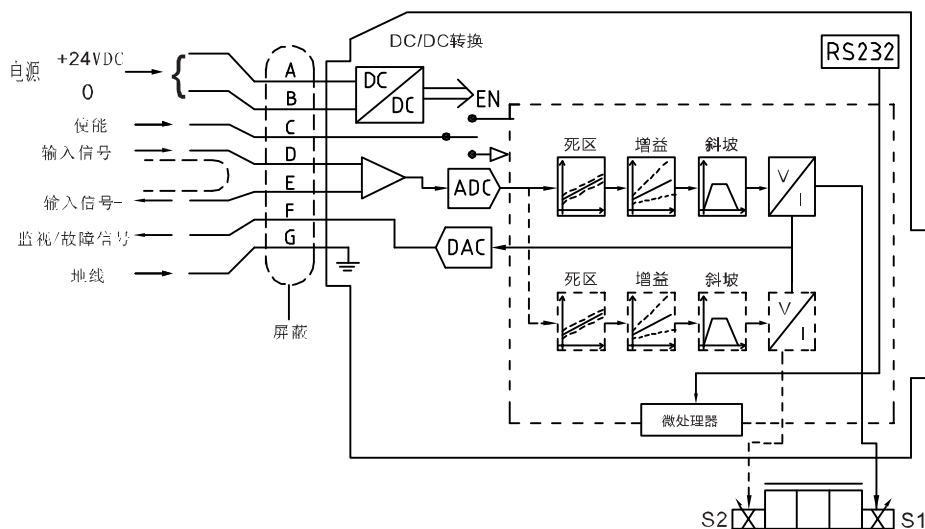 DC/DC转换
RS232
电源
+24VDC
0
A
B
DC
DC
EN
使能
C
输入信号
D
死区
增益
斜坡
E
ADC
V
I
输入信号-
F
监视/故障信号
G
DAC
地线
死区
增益
斜坡
V
I
屏蔽
微处理器
S2
S1